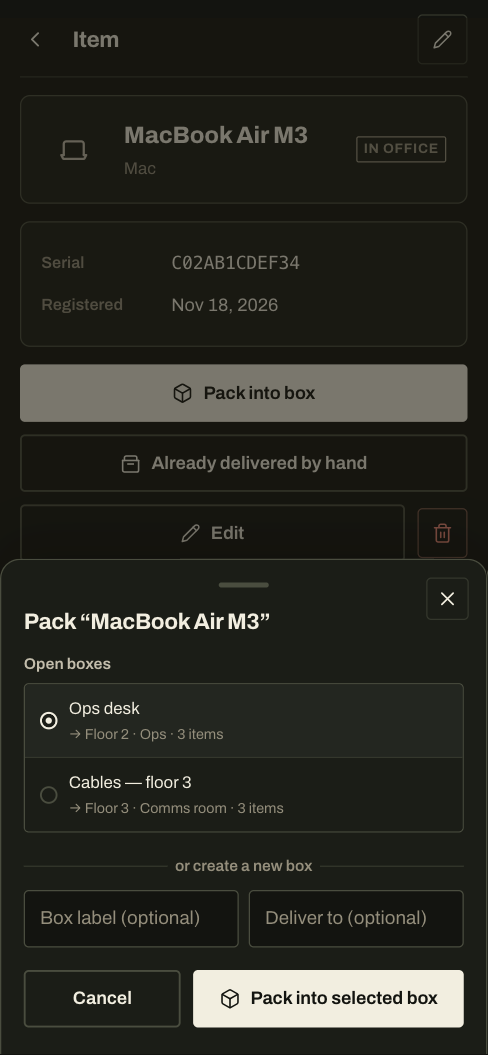 Item
MacBook Air M3
Mac
IN OFFICE
Serial
C02AB1CDEF34
Registered
Nov 18, 2026
Pack into box
Already delivered by hand
Edit
Pack “MacBook Air M3”
Open boxes
Ops desk
→ Floor 2 · Ops · 3 items
Cables — floor 3
→ Floor 3 · Comms room · 3 items
or create a new box
Box label (optional)
Deliver to (optional)
Cancel
Pack into selected box